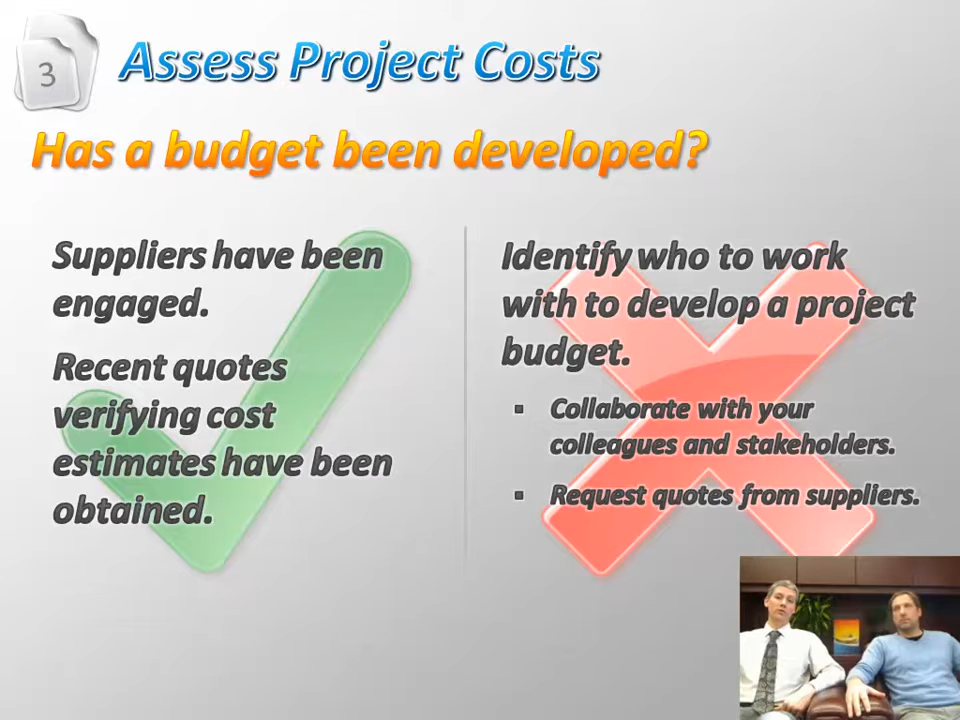 3
Assess Project Costs
Has a budget been developed?
Suppliers have been
engaged.
Recent quotes
verifying cost
estimates have been
obtained.
Identify who to work
with to develop a project
budget.
▪ Collaborate with your
colleagues and stakeholders.
▪ Request quotes from suppliers.